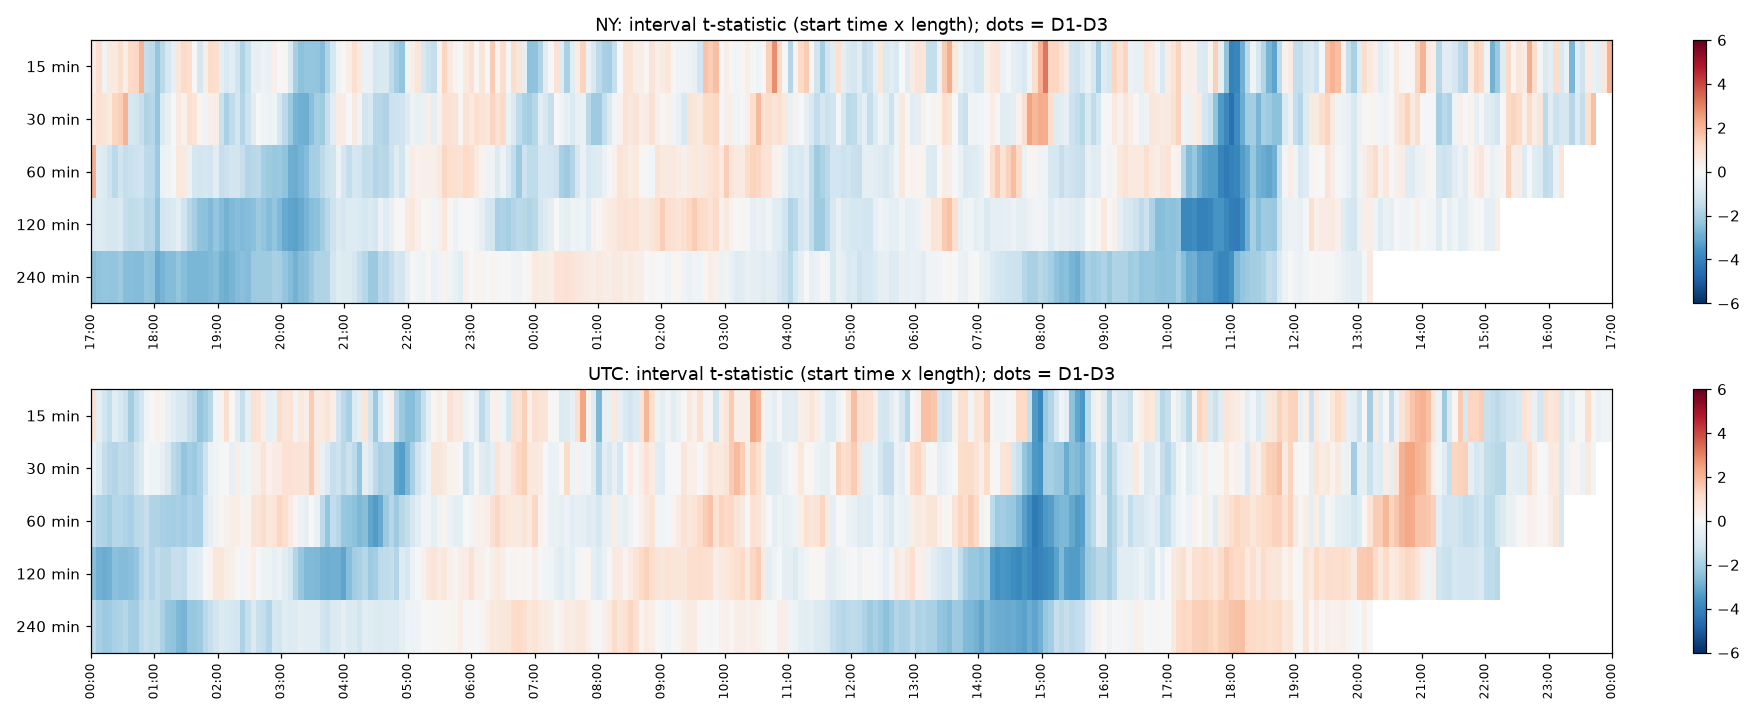 NY: interval t-statistic (start time x length); dots = D1-D3
15 min
30 min
60 min
120 min
240 min
17:00 18:00 19:00 20:00 21:00 22:00 23:00 00:00 01:00 02:00 03:00 04:00 05:00 06:00 07:00 08:00 09:00 10:00 11:00 12:00 13:00 14:00 15:00 16:00 17:00
6
4
2
0
−2
−4
−6
UTC: interval t-statistic (start time x length); dots = D1-D3
15 min
30 min
60 min
120 min
240 min
00:00 01:00 02:00 03:00 04:00 05:00 06:00 07:00 08:00 09:00 10:00 11:00 12:00 13:00 14:00 15:00 16:00 17:00 18:00 19:00 20:00 21:00 22:00 23:00 00:00
6
4
2
0
−2
−4
−6